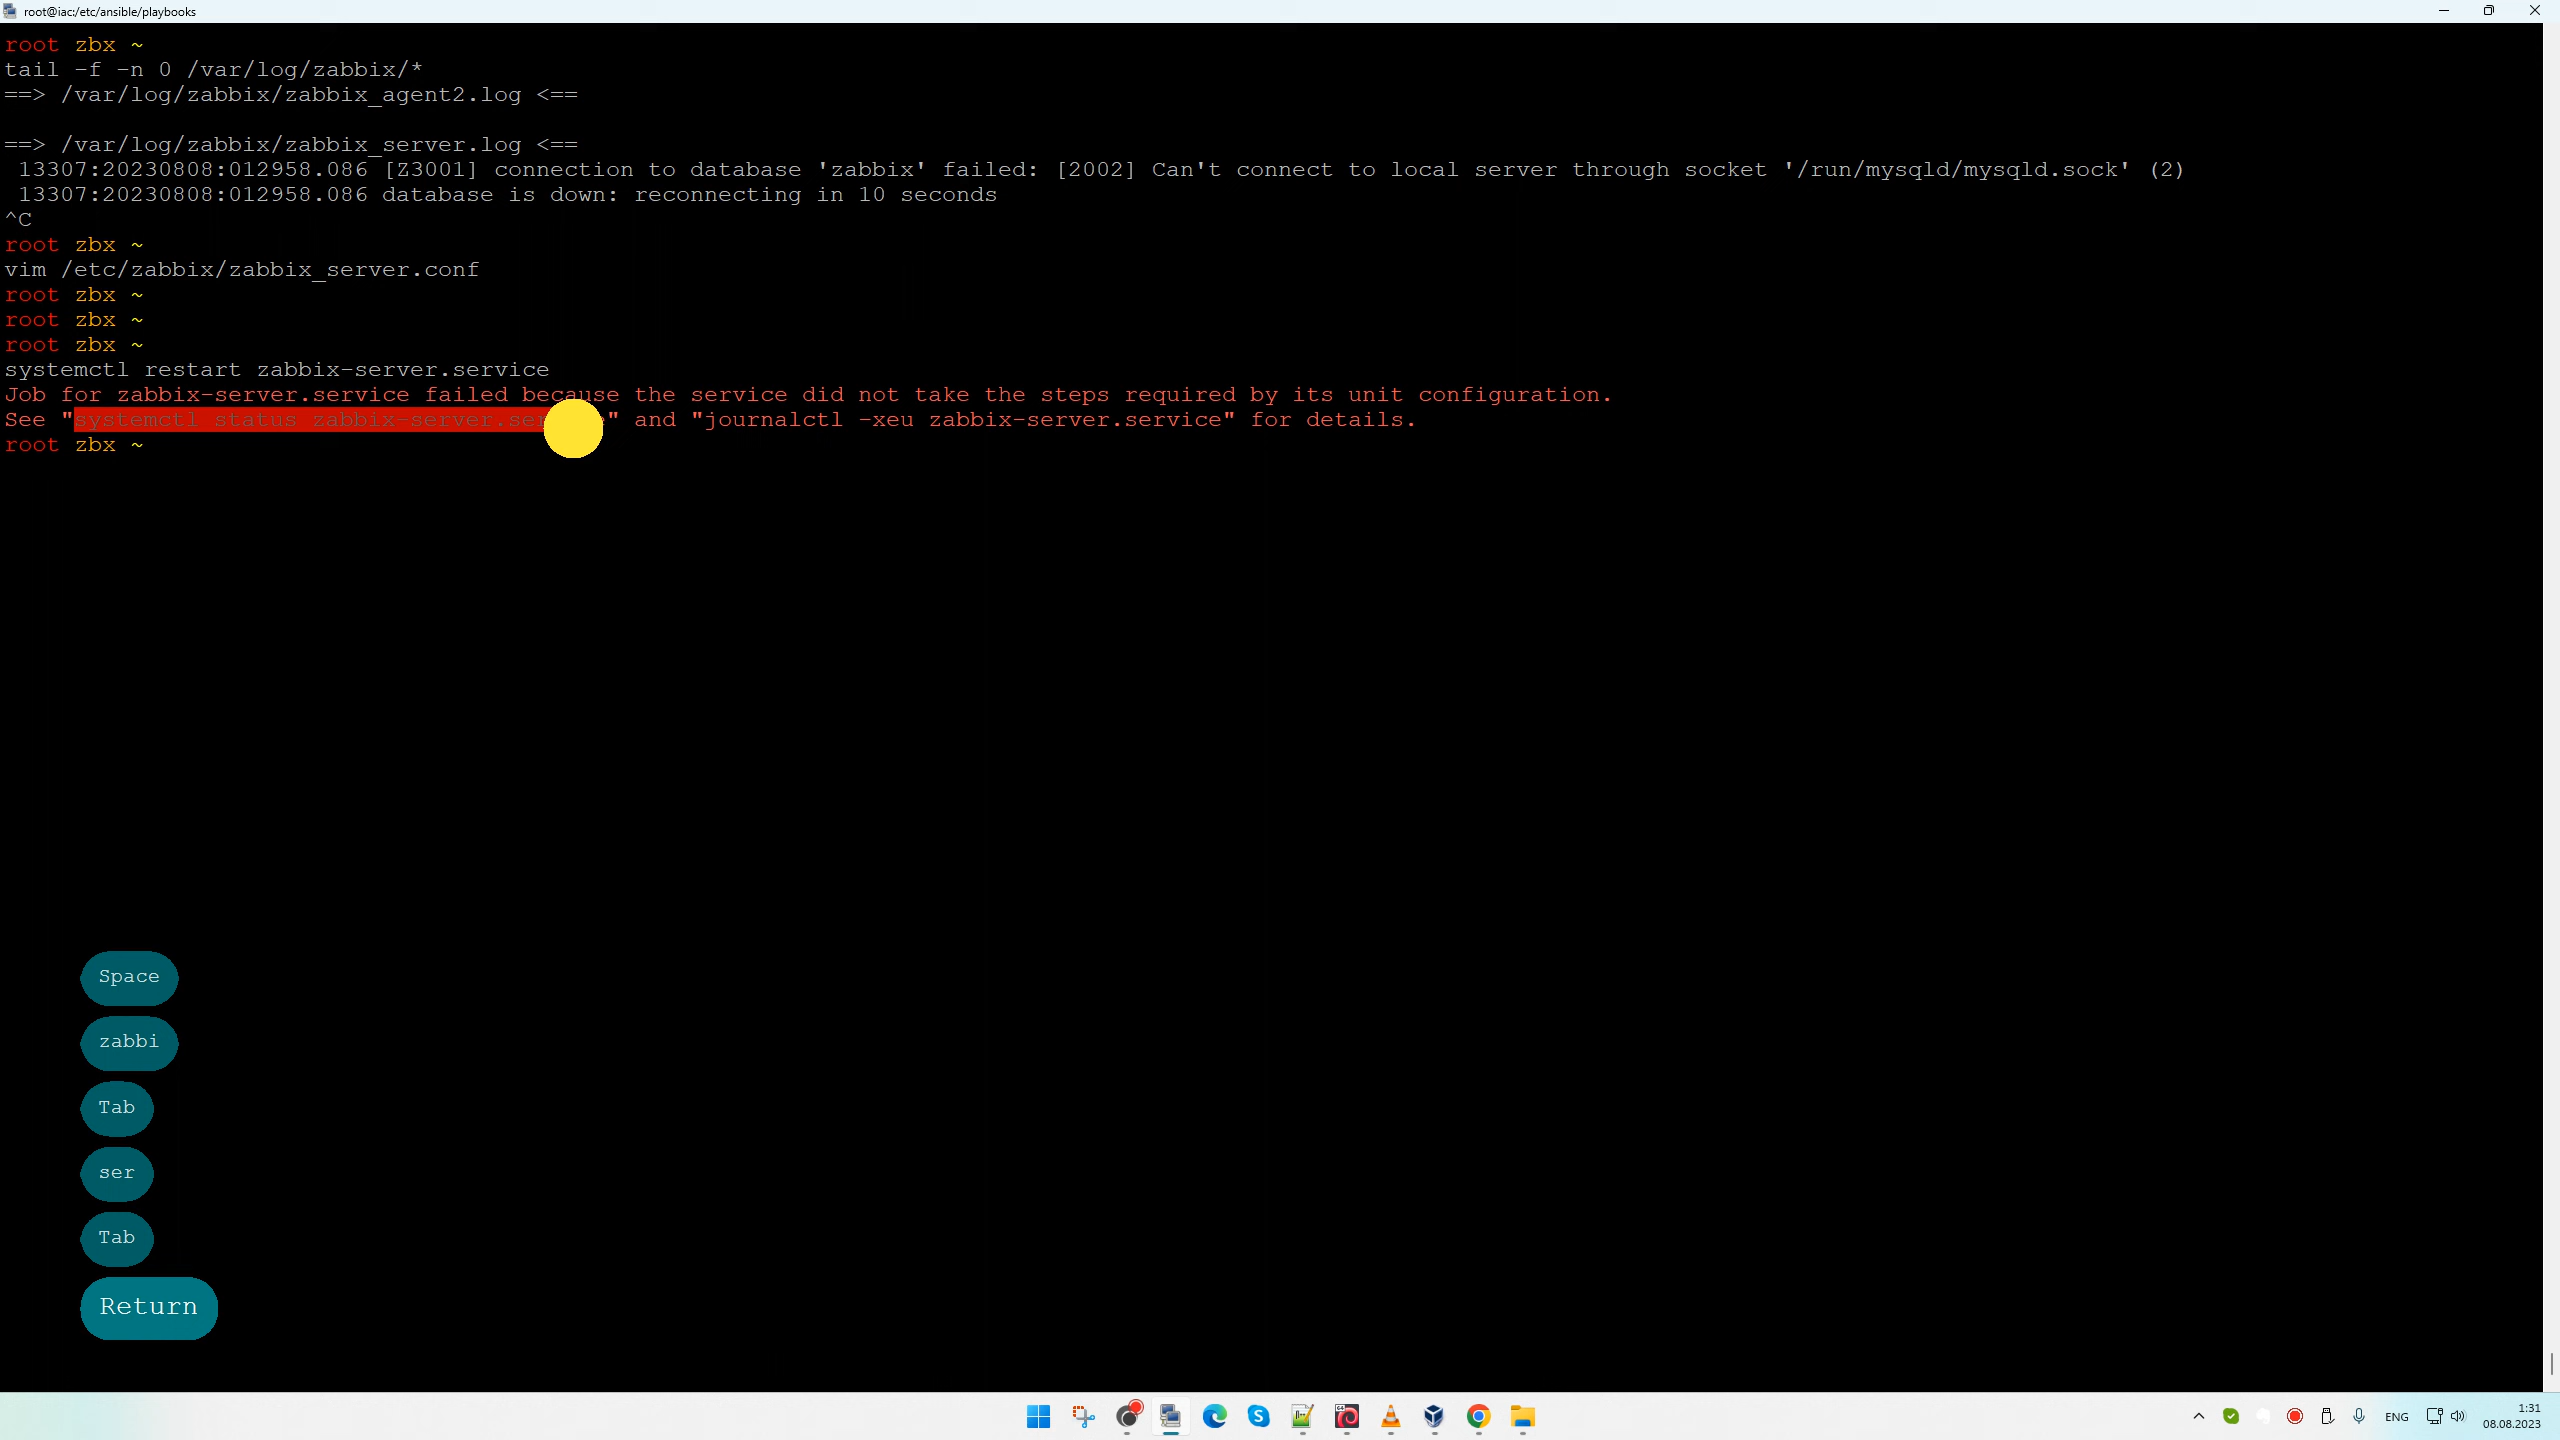 root@iac:/etc/ansible/playbooks
root zbx ~
tail -f -n 0 /var/log/zabbix/*
==> /var/log/zabbix/zabbix_agent2.log <==
==> /var/log/zabbix/zabbix_server.log <==
13307:20230808:012958.086 [Z3001] connection to database 'zabbix' failed: [2002] Can't connect to local server through socket '/run/mysqld/mysqld.sock' (2)
13307:20230808:012958.086 database is down: reconnecting in 10 seconds
^C
root zbx ~
vim /etc/zabbix/zabbix_server.conf
root zbx ~
root zbx ~
root zbx ~
systemctl restart zabbix-server.service
Job for zabbix-server.service failed because the service did not take the steps required by its unit configuration.
See "systemctl status " and "journalctl -xeu zabbix-server.service" for details.
root zbx ~
Space
zabbi
Tab
ser
Tab
Return
ENG
1:31
08.08.2023